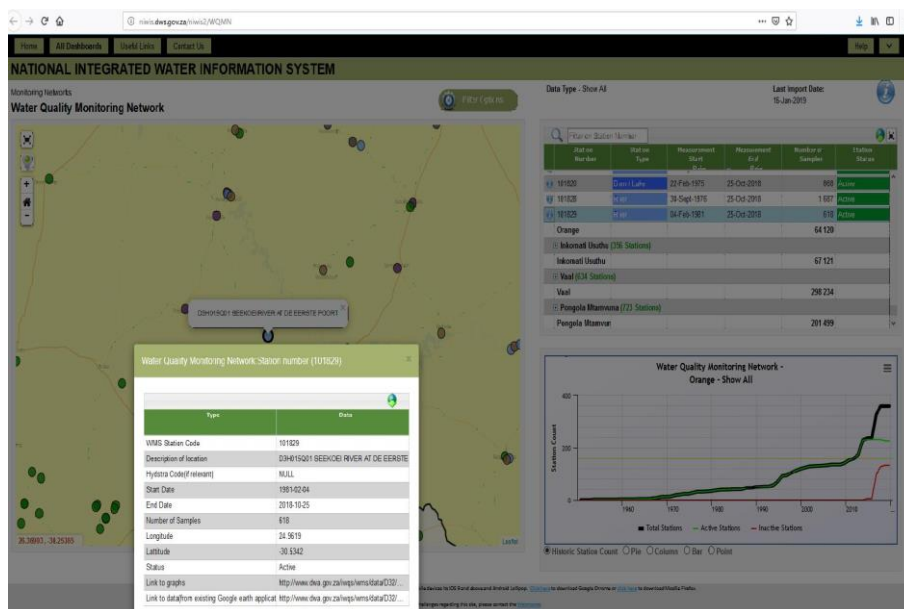 niwis.dws.gov.za/niwis2/WQMN
Home All Dashboards Useful Links Contact Us Help
NATIONAL INTEGRATED WATER INFORMATION SYSTEM
Monitoring Networks
Water Quality Monitoring Network
Data Type - Show All
Last Import Date:
15-Jan-2019
Station Number
Station Type
Measurement Start Date
Measurement End Date
Number of Samples
Station Status
101820 Dam / Lake 22-Feb-1975 25-Oct-2018 Active
101828 River 30-Sept-1976 25-Oct-2018 1 687 Active
101829 River 04-Feb-1981 25-Oct-2018 618 Active
Orange 64 120
Inkomati Usuthu (356 Stations)
Inkomati Usuthu 67 121
Vaal (634 Stations)
Vaal 298 234
Pongola Mtamvuna (723 Stations)
Pongola Mtamvun 201 499
D3H015Q01 SEEKOEI RIVER AT DE EERSTE POORT
Water Quality Monitoring Network:Station number (101829)
Type Data
WMS Station Code 101829
Description of location D3H015Q01 SEEKOEI RIVER AT DE EERSTE
Hydstra Code(if relevant) NULL
Start Date 1981-02-04
End Date 2018-10-25
Number of Samples 618
Longitude 24.9619
Lattitude -30.5342
Status Active
Link to graphs http://www.dwa.gov.za/iwqs/wms/data/D32/...
Link to data(from existing Google earth applicat http://www.dwa.gov.za/iwqs/wms/data/D32/...
Leaflet
Water Quality Monitoring Network -
Orange - Show All
Station Count
400
200
0
1960 1970 1980 1990 2000 2010
Total Stations Active Stations Inactive Stations
Historic Station Count Pie Column Bar Point